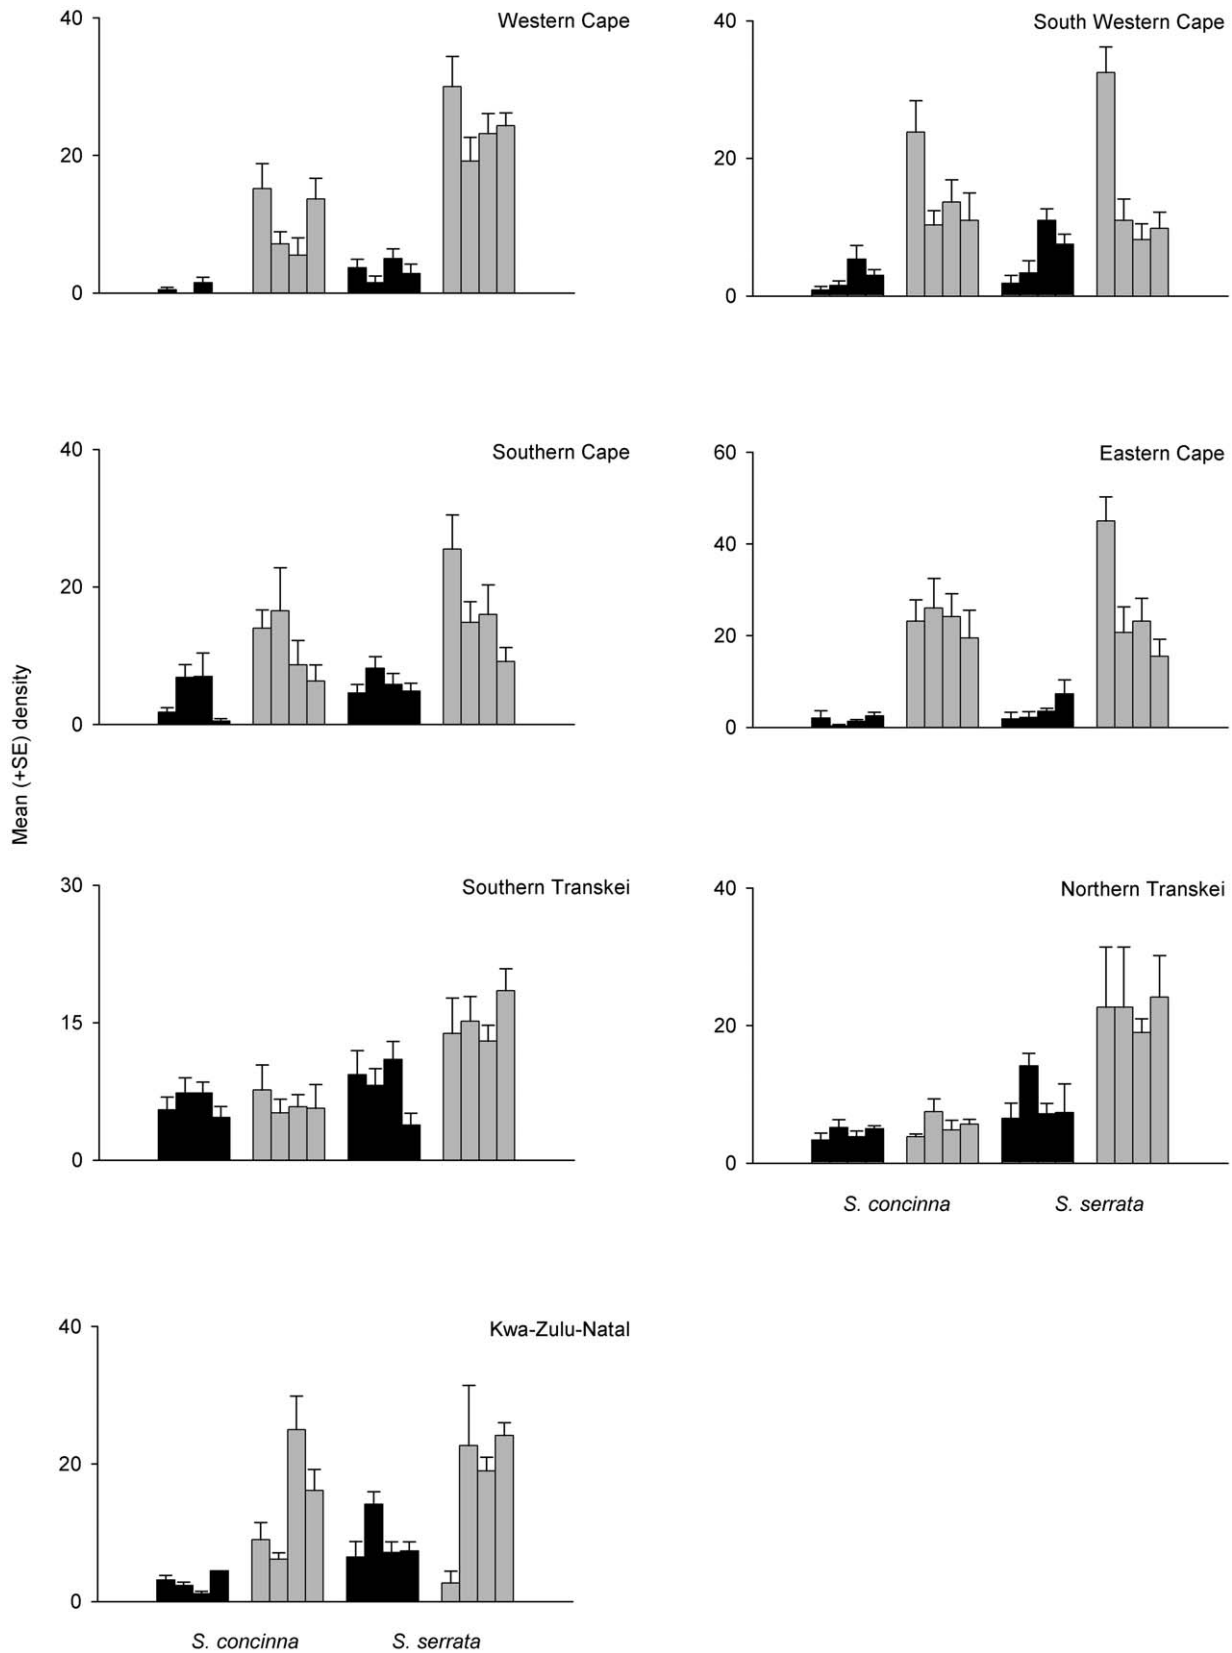 Mean (+SE) density
Western Cape
40
20
0
South Western Cape
40
20
0
Southern Cape
40
20
0
Eastern Cape
60
40
20
0
Southern Transkei
30
15
0
Northern Transkei
40
20
0
S. concinna
S. serrata
Kwa-Zulu-Natal
40
20
0
S. concinna
S. serrata